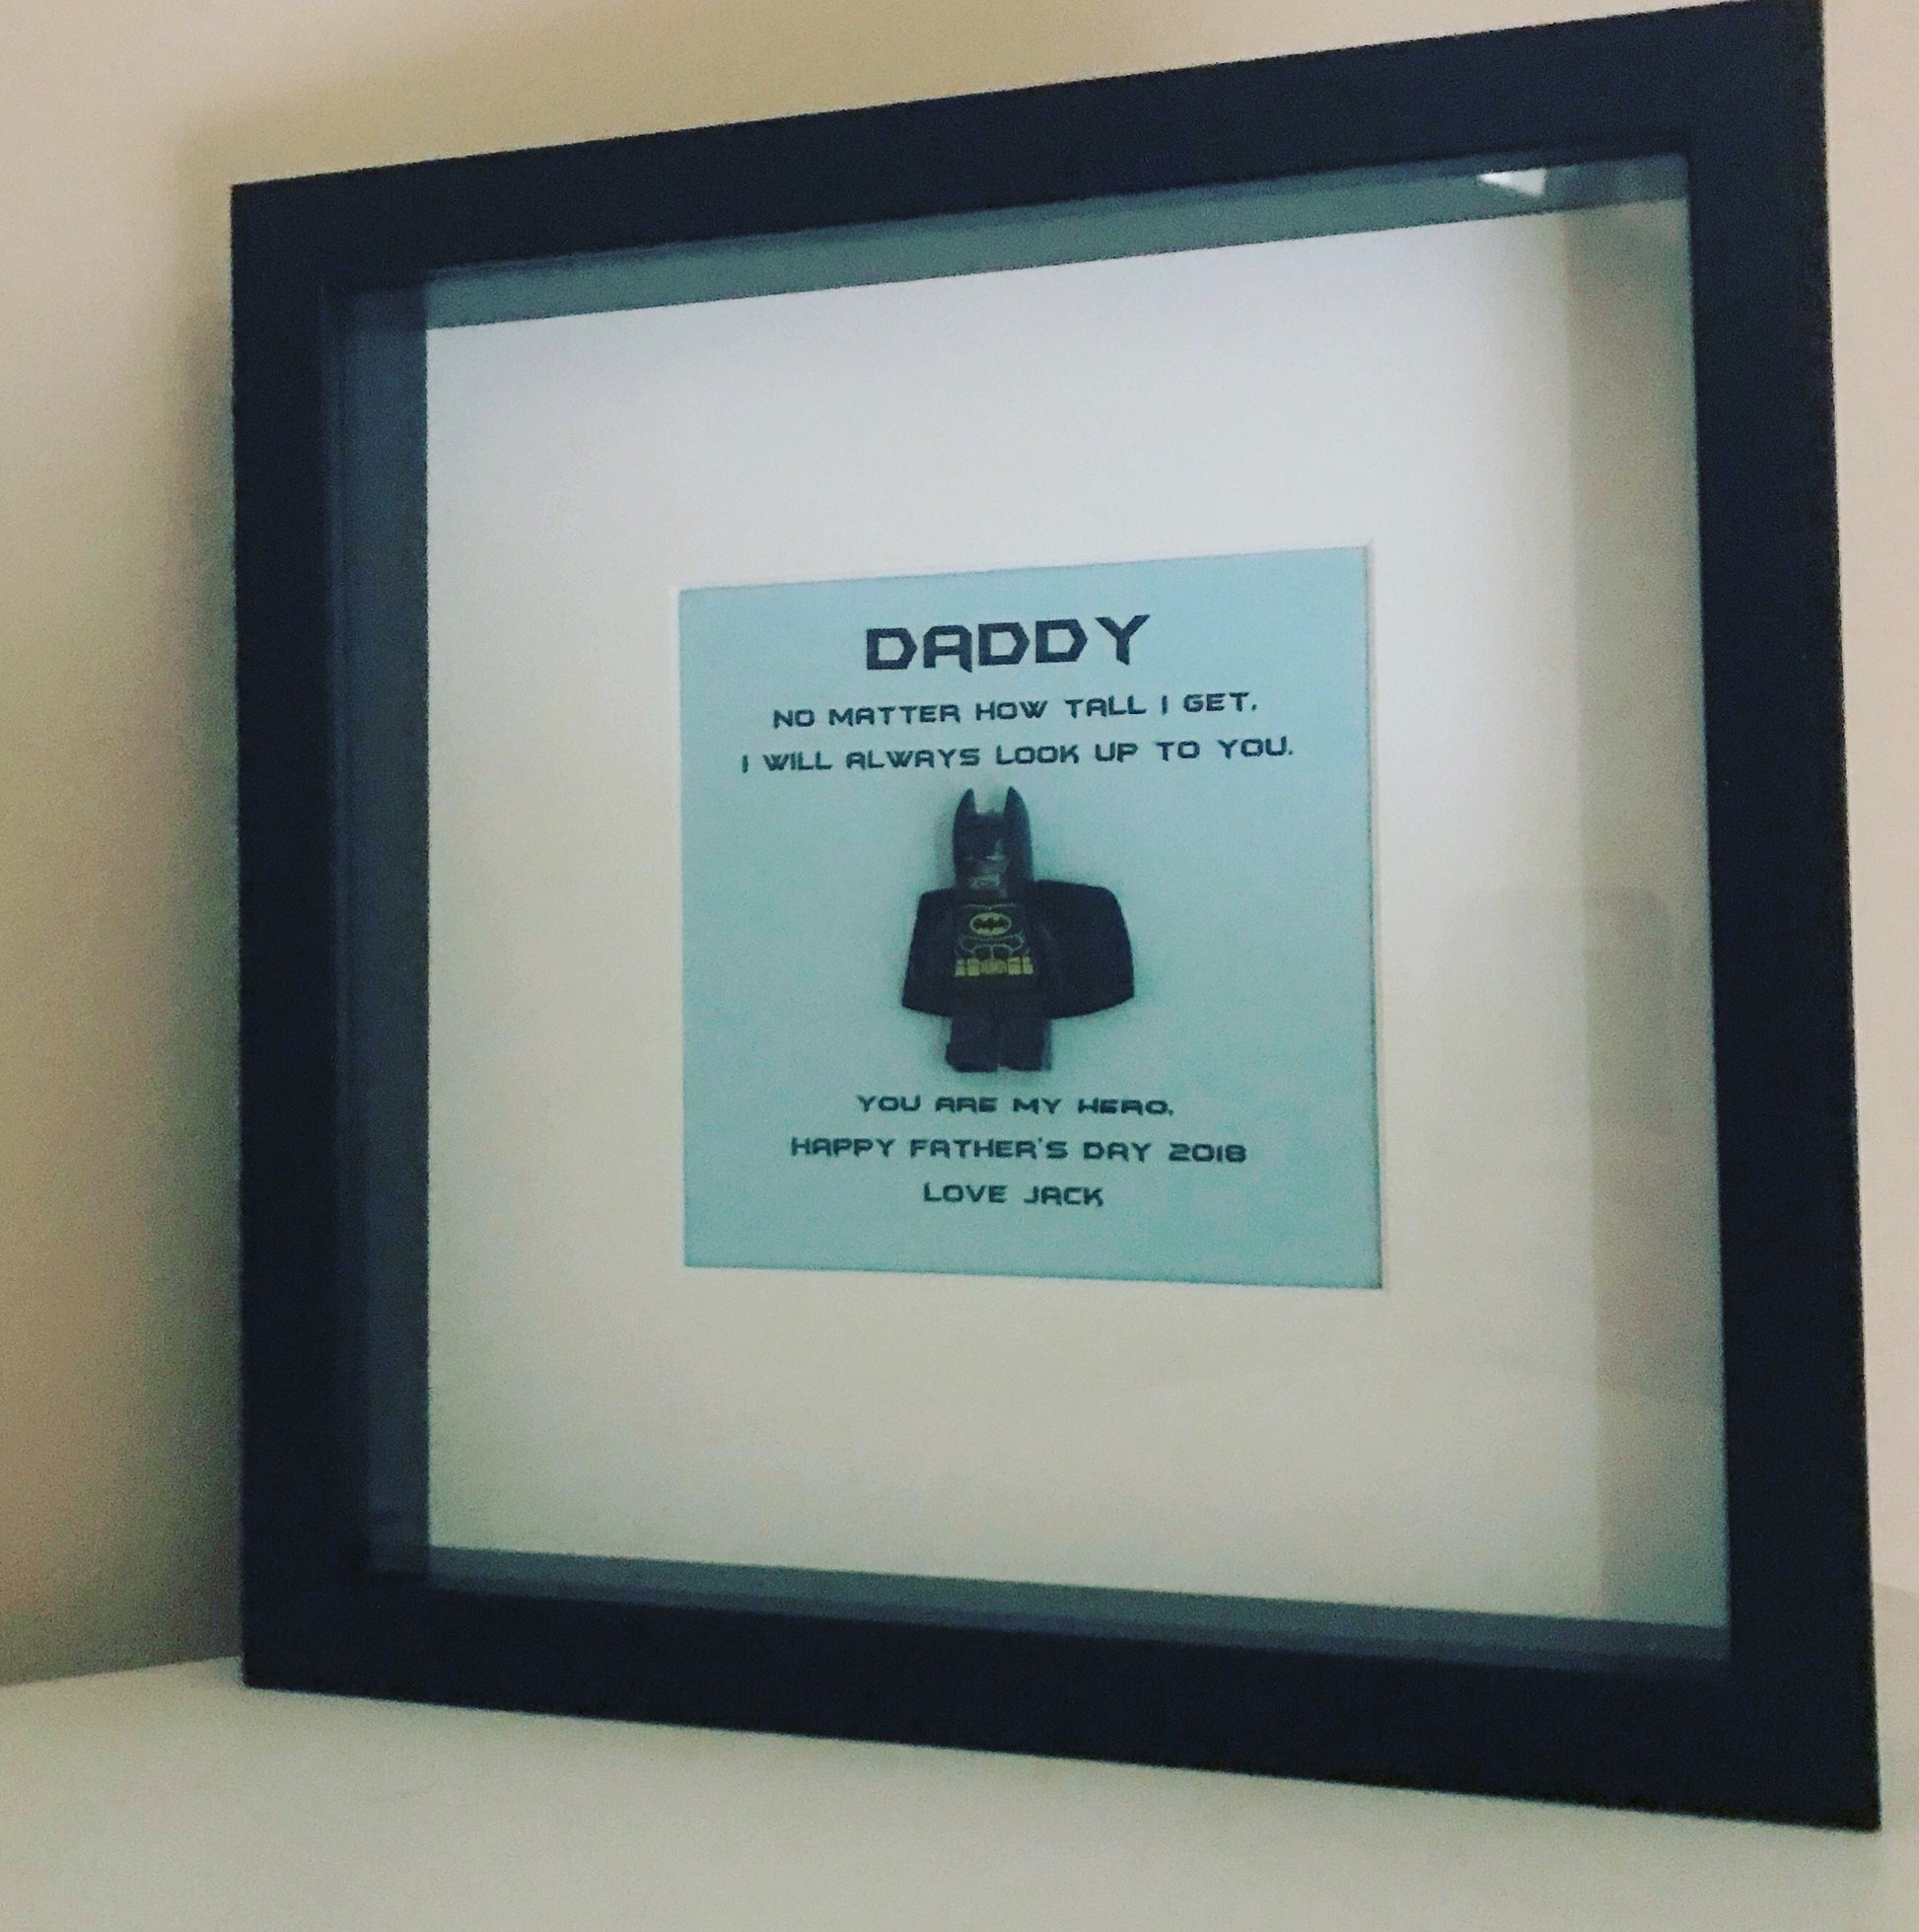 DADDY
NO MATTER HOW TALL I GET,
I WILL ALWAYS LOOK UP TO YOU.
YOU ARE MY HERO,
HAPPY FATHER'S DAY 2018
LOVE JACK